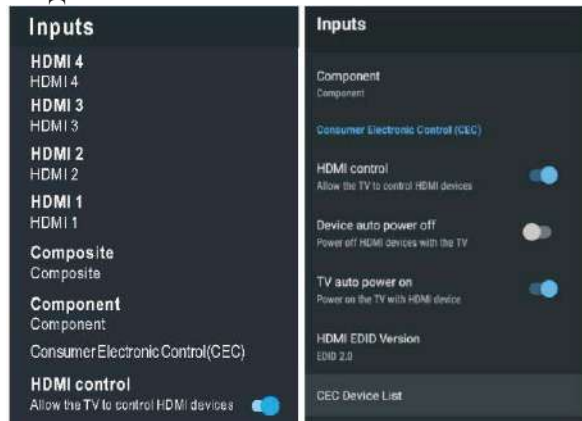 Inputs
HDMI 4
HDMI 4
HDMI 3
HDMI 3
HDMI 2
HDMI 2
HDMI 1
HDMI 1
Composite
Composite
Component
Component
Consumer Electronic Control (CEC)
HDMI control
Allow the TV to control HDMI devices
Inputs
Component
Component
Consumer Electronic Control (CEC)
HDMI control
Allow the TV to control HDMI devices
Device auto power off
Power off HDMI devices with the TV
TV auto power on
Power on the TV with HDMI device
HDMI EDID Version
EDID 2.0
CEC Device List